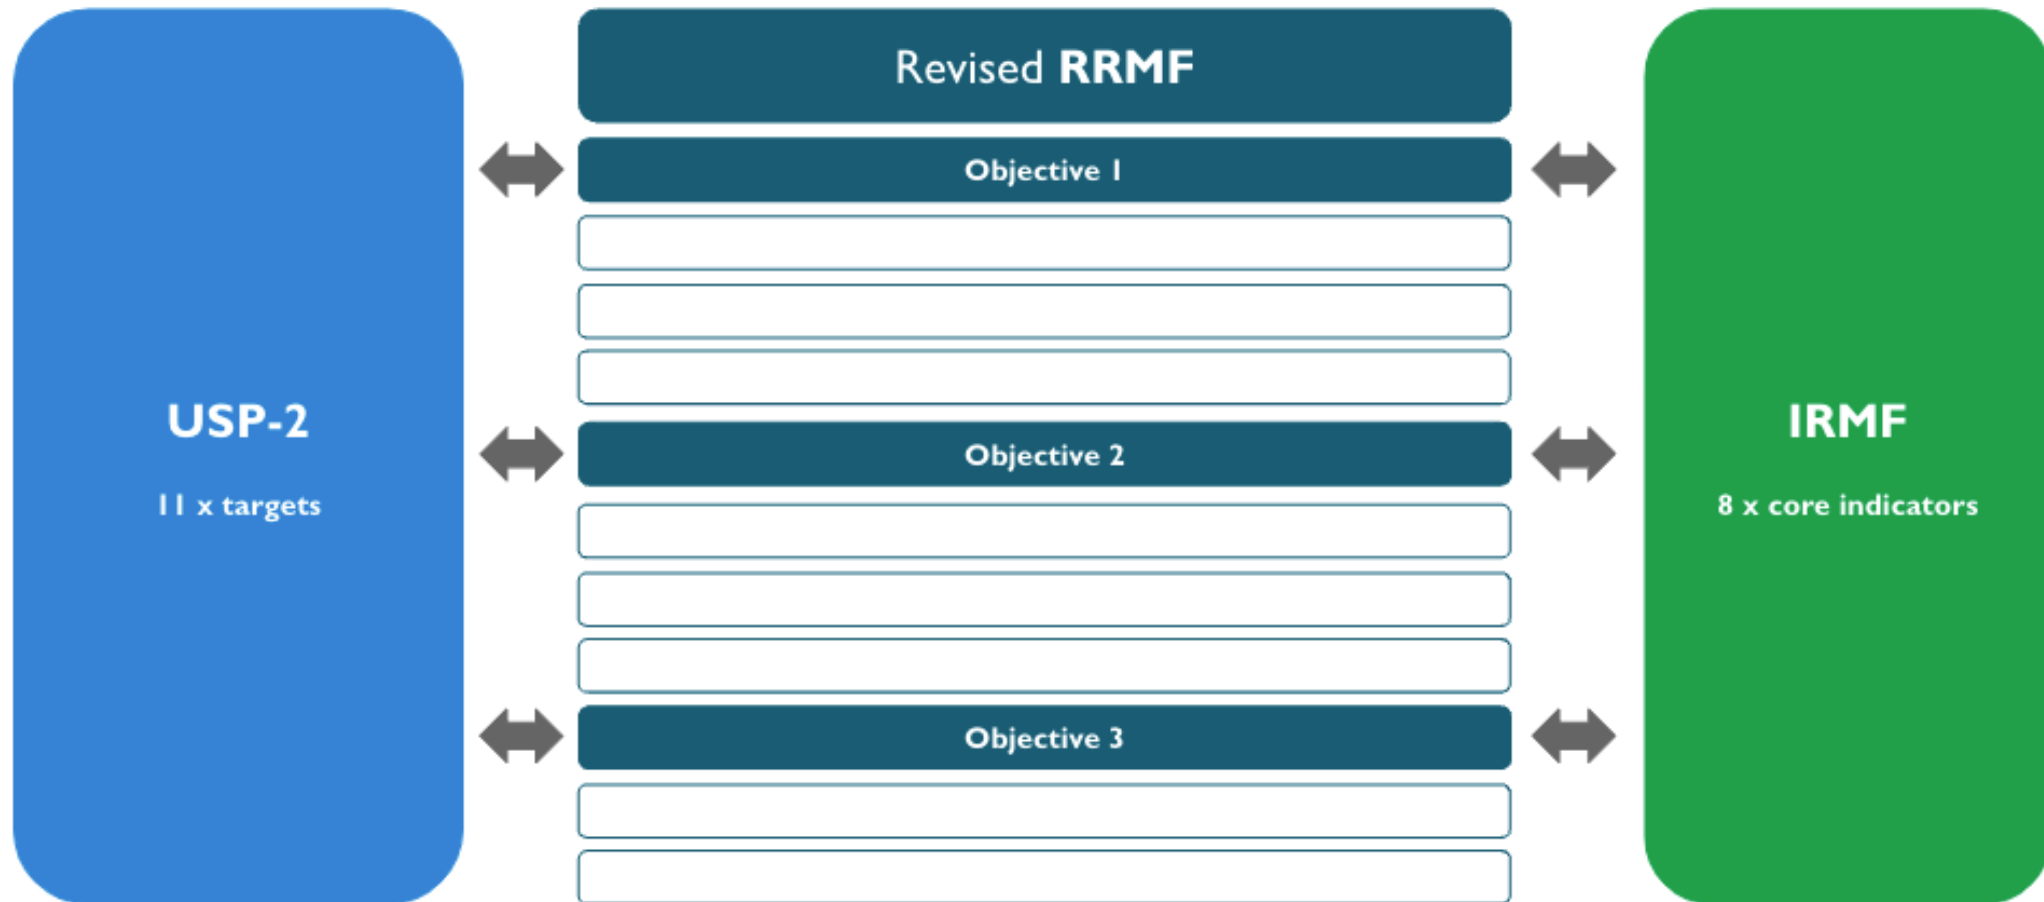 Revised RRMF
Objective 1
USP-2
11 x targets
Objective 2
IRMF
8 x core indicators
Objective 3